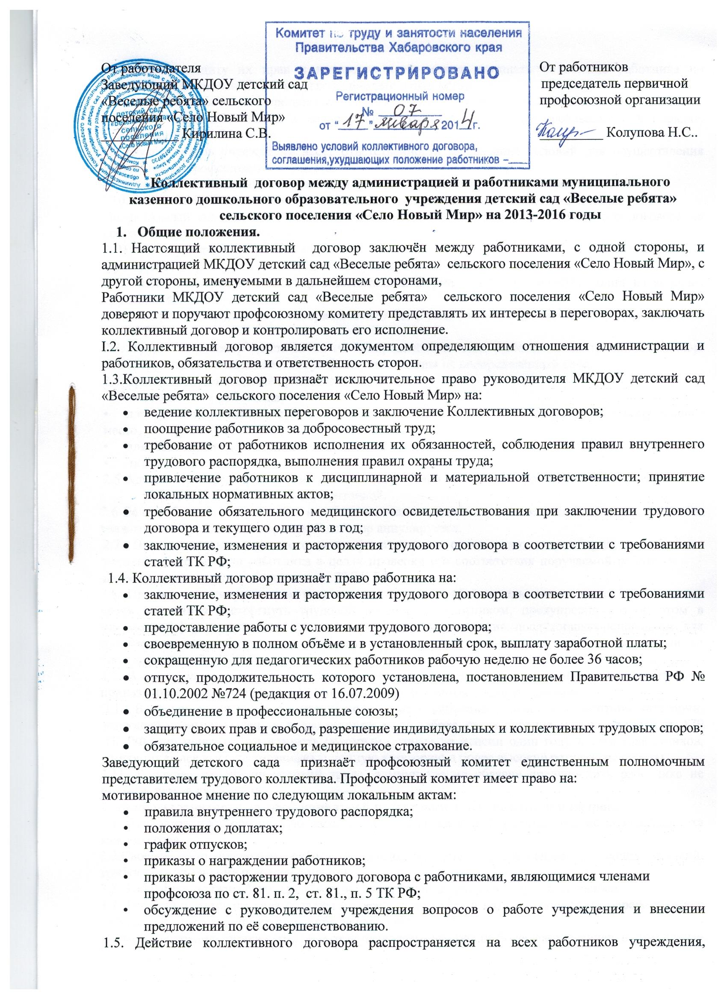 Комитет по труду и занятости населения
Правительства Хабаровского края
ЗАРЕГИСТРИРОВАНО
Регистрационный номер
№ 07
от “17” января 2014г.
Выявлено условий коллективного договора,
соглашения,ухудшающих положение работников –
От работодателя
Заведующий МКДОУ детский сад
«Веселые ребята» сельского
поселения «Село Новый Мир»
Кирилина С.В.
детский сад
сельского
поселения
«Село Новый Мир»
От работников
председатель первичной
профсоюзной организации
Колупова Н.С..
Коллективный договор между администрацией и работниками муниципального
казенного дошкольного образовательного учреждения детский сад «Веселые ребята»
сельского поселения «Село Новый Мир» на 2013-2016 годы
1. Общие положения.
1.1. Настоящий коллективный договор заключён между работниками, с одной стороны, и
администрацией МКДОУ детский сад «Веселые ребята» сельского поселения «Село Новый Мир», с
другой стороны, именуемыми в дальнейшем сторонами,
Работники МКДОУ детский сад «Веселые ребята» сельского поселения «Село Новый Мир»
доверяют и поручают профсоюзному комитету представлять их интересы в переговорах, заключать
коллективный договор и контролировать его исполнение.
I.2. Коллективный договор является документом определяющим отношения администрации и
работников, обязательства и ответственность сторон.
1.3.Коллективный договор признаёт исключительное право руководителя МКДОУ детский сад
«Веселые ребята» сельского поселения «Село Новый Мир» на:
• ведение коллективных переговоров и заключение Коллективных договоров;
• поощрение работников за добросовестный труд;
• требование от работников исполнения их обязанностей, соблюдения правил внутреннего
трудового распорядка, выполнения правил охраны труда;
• привлечение работников к дисциплинарной и материальной ответственности; принятие
локальных нормативных актов;
• требование обязательного медицинского освидетельствования при заключении трудового
договора и текущего один раз в год;
• заключение, изменения и расторжения трудового договора в соответствии с требованиями
статей ТК РФ;
1.4. Коллективный договор признаёт право работника на:
• заключение, изменения и расторжения трудового договора в соответствии с требованиями
статей ТК РФ;
• предоставление работы с условиями трудового договора;
• своевременную в полном объёме и в установленный срок, выплату заработной платы;
• сокращенную для педагогических работников рабочую неделю не более 36 часов;
• отпуск, продолжительность которого установлена, постановлением Правительства РФ №
01.10.2002 №724 (редакция от 16.07.2009)
• объединение в профессиональные союзы;
• защиту своих прав и свобод, разрешение индивидуальных и коллективных трудовых споров;
• обязательное социальное и медицинское страхование.
Заведующий детского сада признаёт профсоюзный комитет единственным полномочным
представителем трудового коллектива. Профсоюзный комитет имеет право на:
мотивированное мнение по следующим локальным актам:
• правила внутреннего трудового распорядка;
• положения о доплатах;
• график отпусков;
• приказы о награждении работников;
• приказы о расторжении трудового договора с работниками, являющимися членами
профсоюза по ст. 81. п. 2, ст. 81., п. 5 ТК РФ;
• обсуждение с руководителем учреждения вопросов о работе учреждения и внесении
предложений по её совершенствованию.
1.5. Действие коллективного договора распространяется на всех работников учреждения,